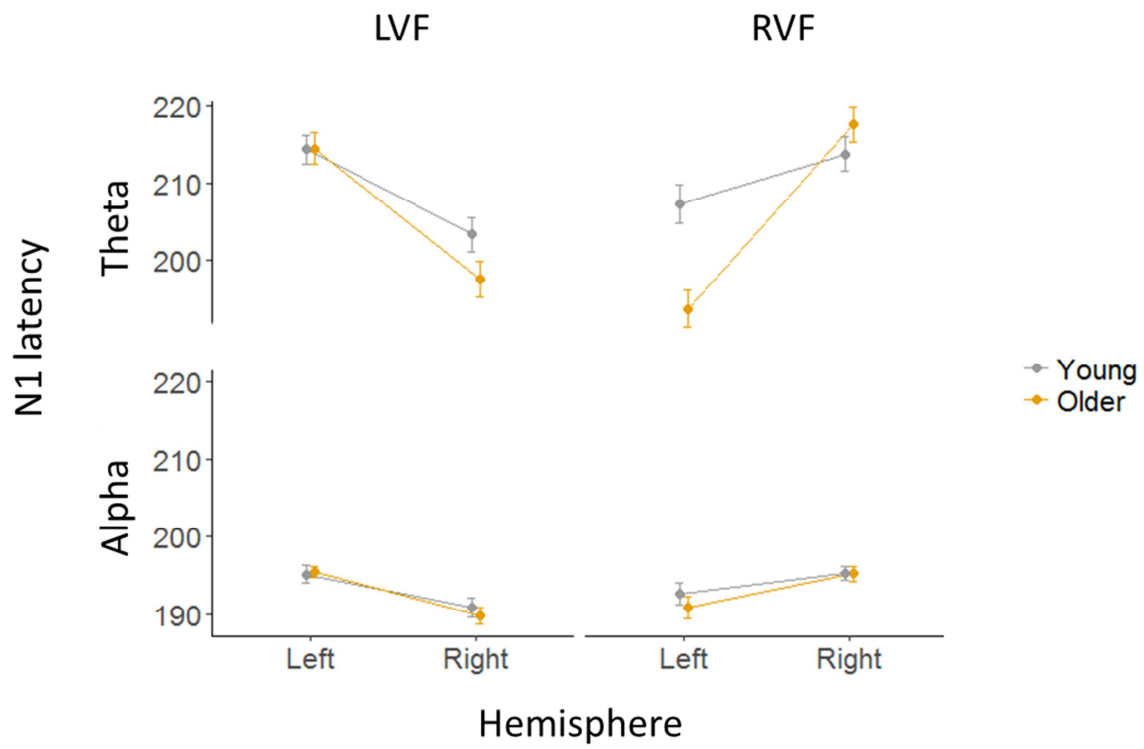 LVF RVF
N1 latency
Theta
220
210
200
Alpha
220
210
200
190
Left Right Left Right
Hemisphere
Young
Older